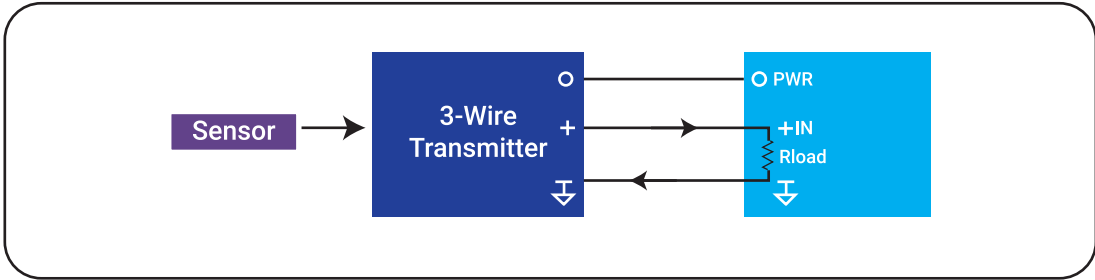 Sensor
3-Wire
Transmitter
+
PWR
+IN
Rload